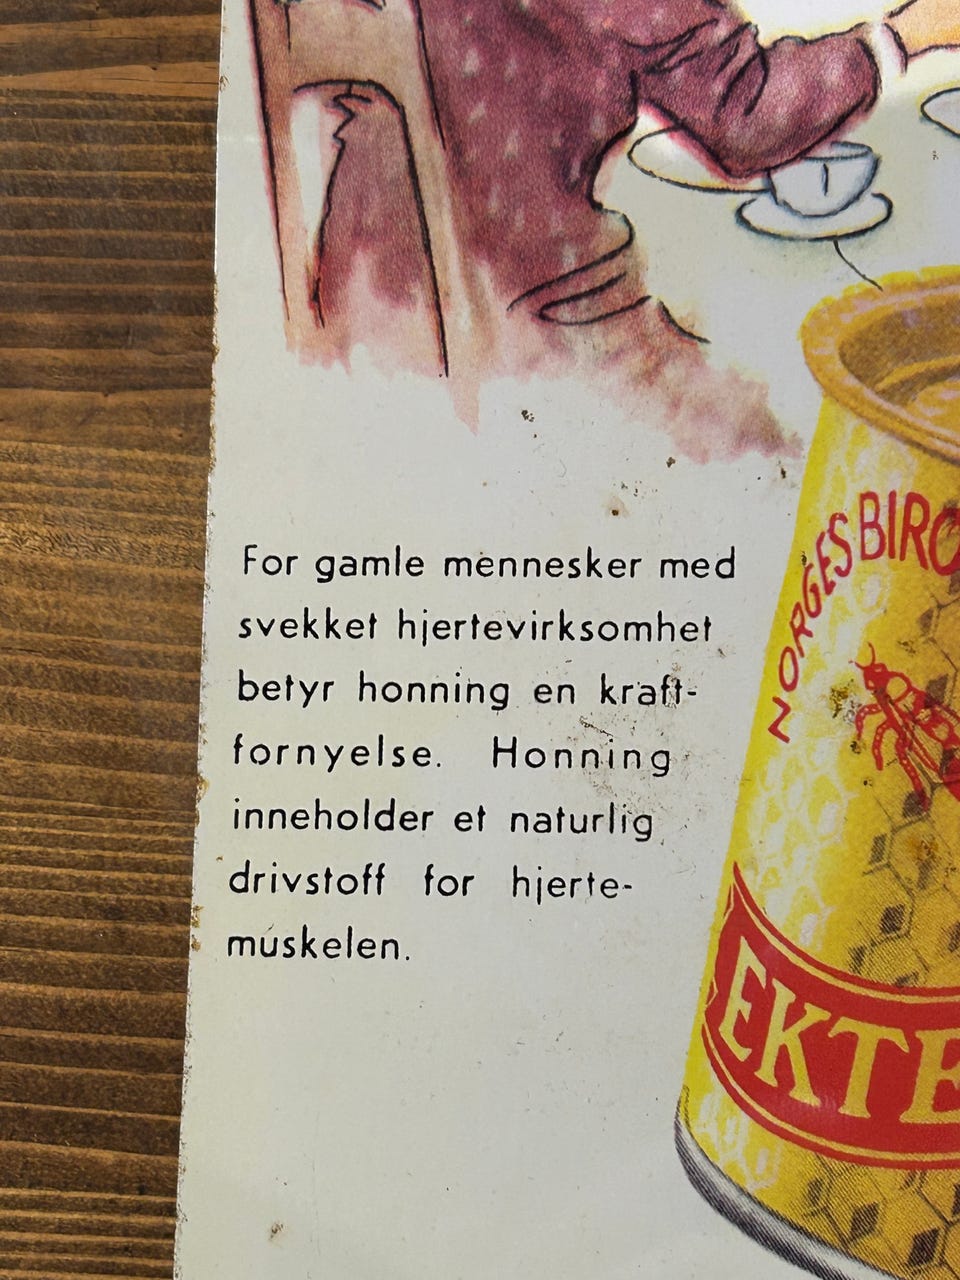 For gamle mennesker med
svekket hjertevirksomhet
betyr honning en kraft-
fornyelse. Honning
inneholder et naturlig
drivstoff for hjerte-
muskelen.
NORGES BIRO
EKTE